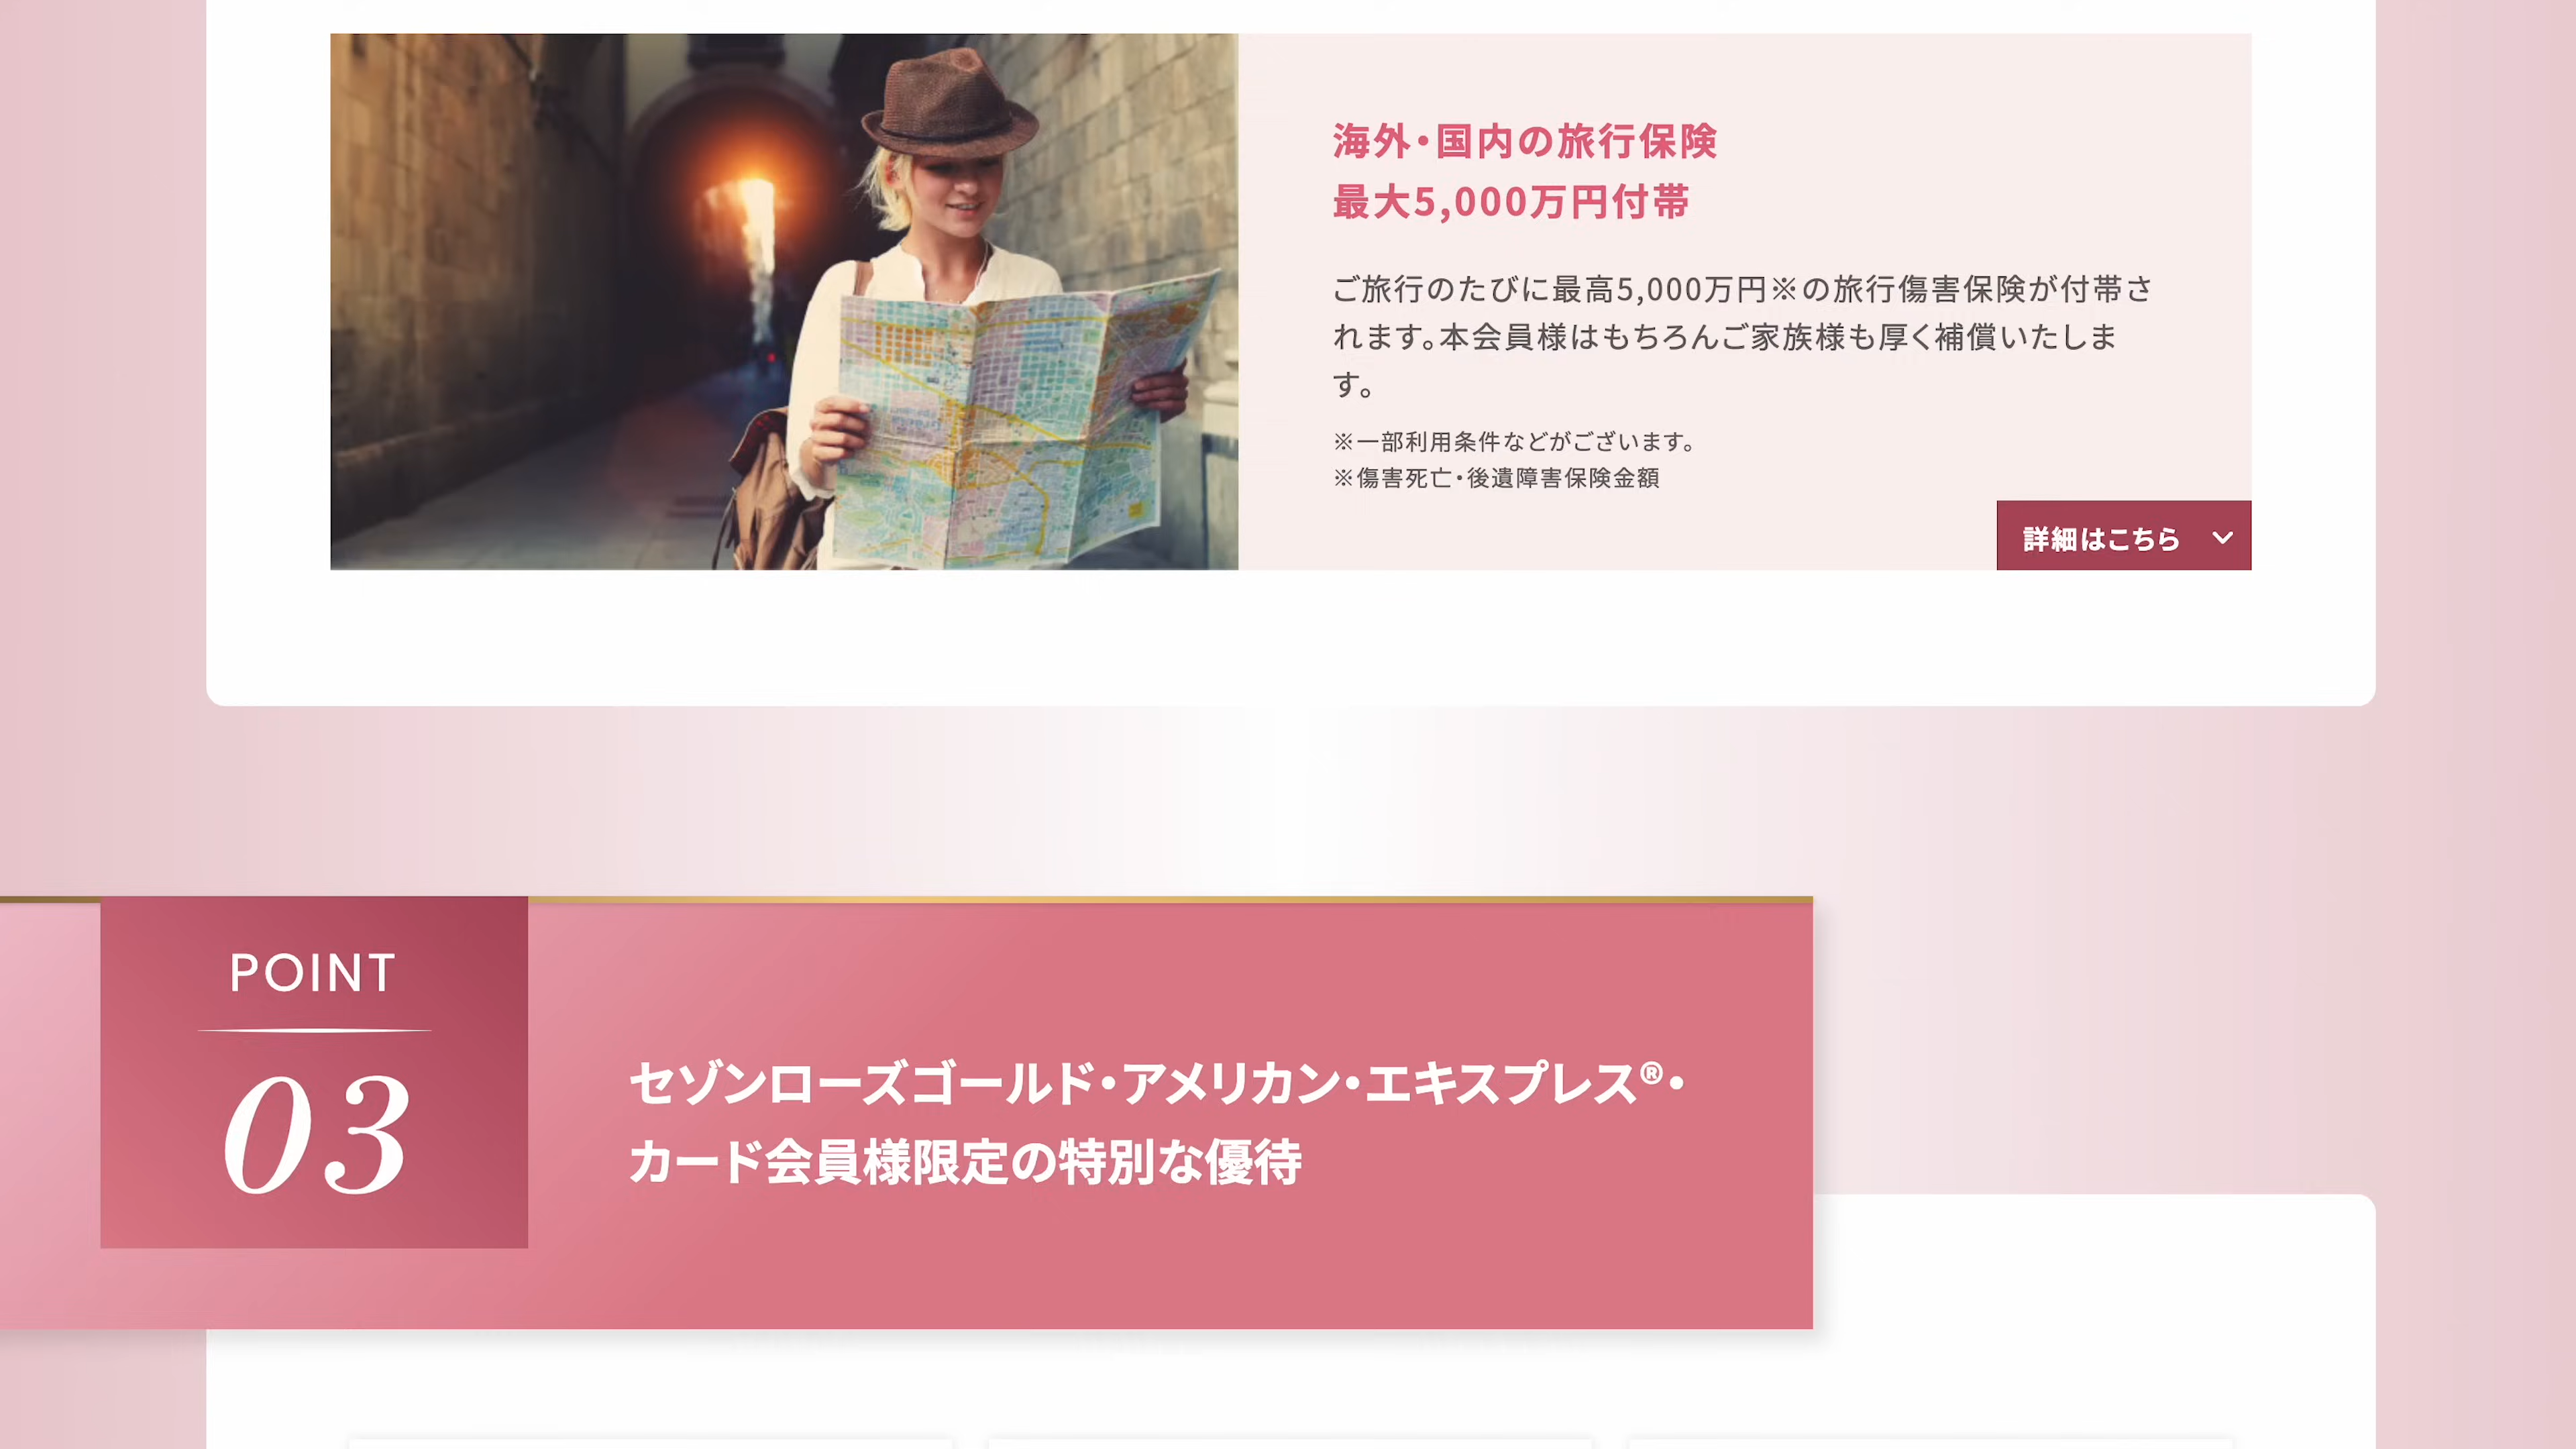 海外・国内の旅行保険
最大5,000万円付帯
ご旅行のたびに最高5,000万円※の旅行傷害保険が付帯さ
れます。本会員様はもちろんご家族様も厚く補償いたしま
す。
※一部利用条件などがございます。
※傷害死亡・後遺障害保険金額
詳細はこちら
POINT
03
セゾンローズゴールド・アメリカン・エキスプレス®・
カード会員様限定の特別な優待